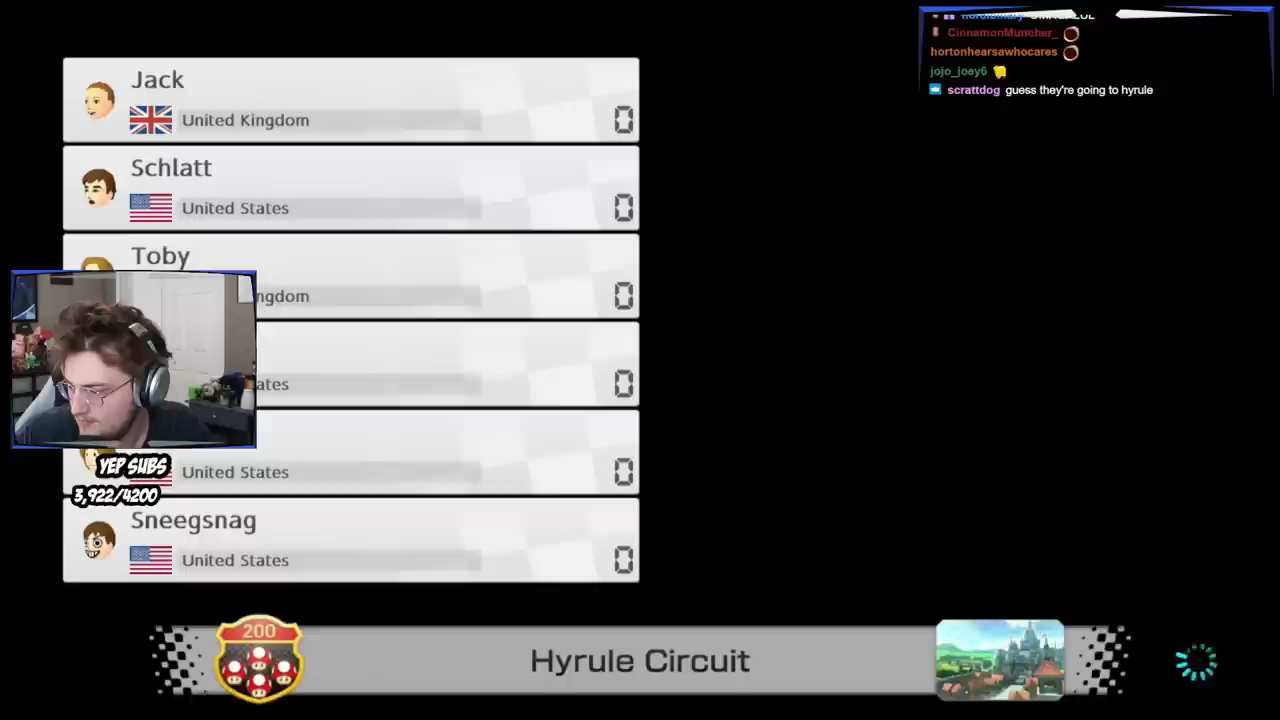 Jack
United Kingdom
0
Schlatt
United States
0
Toby
ngdom
0
ates
0
United States
0
Sneegsnag
United States
0
YEP SUBS
3,922/4200
CinnamonMuncher_
hortonhearsawhocares
jojo_joey6
scrattdog guess they're going to hyrule
200
Hyrule Circuit